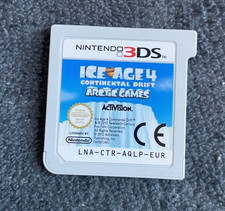 NINTENDO 3DS
ICE AGE 4
CONTINENTAL DRIFT
ARCTIC GAMES
ACTIVISION
Nintendo
CE
LNA-CTR-AQLP-EUR